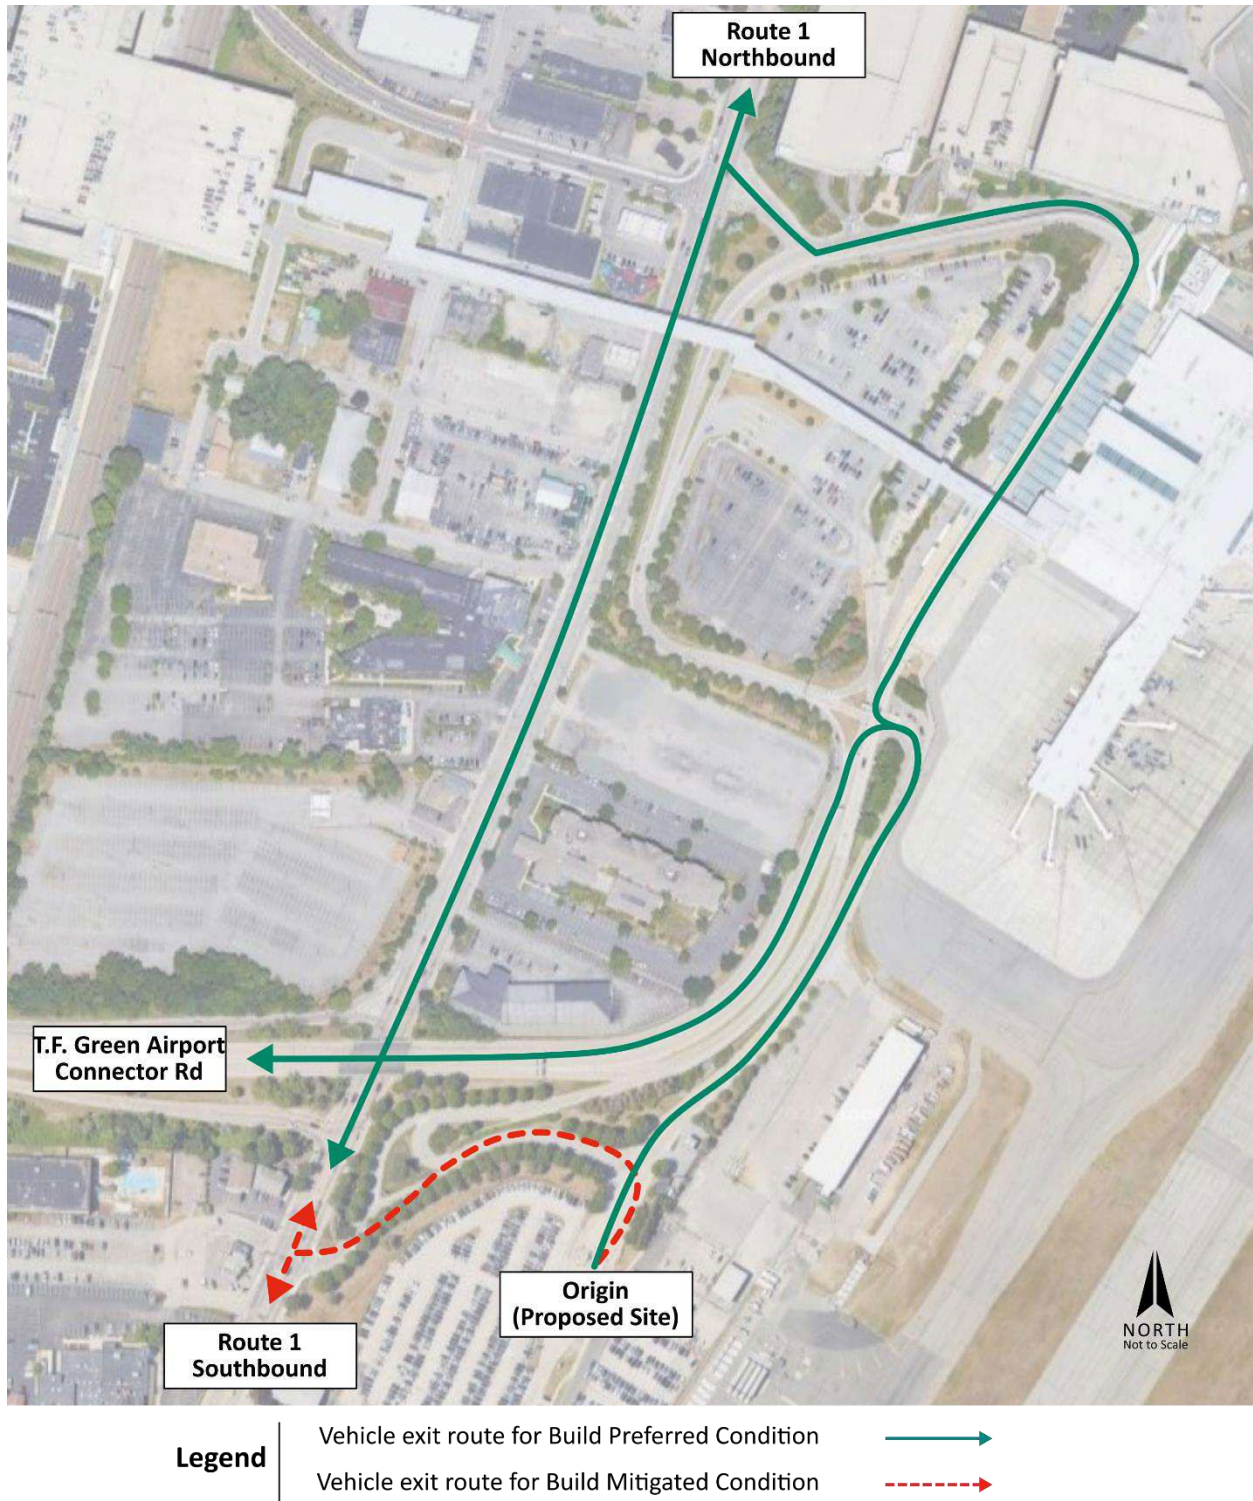 Route 1
Northbound
T.F. Green Airport
Connector Rd
Origin
(Proposed Site)
Route 1
Southbound
NORTH
Not to Scale
Legend
Vehicle exit route for Build Preferred Condition
Vehicle exit route for Build Mitigated Condition